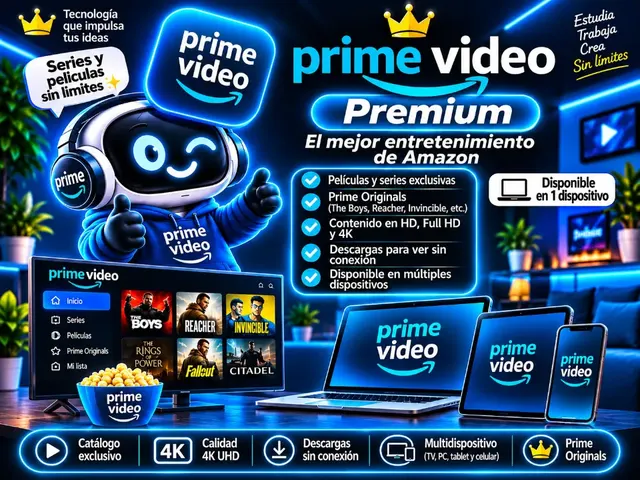 Tecnología
que impulsa
tus ideas
Series y
películas
sin limites
prime
video
prime video
Premium
El mejor entretenimiento
de Amazon
Estudia
Trabaja
Crea
Sin límites
Películas y series exclusivas
Prime Originals
(The Boys, Reacher, Invincible, etc.)
Contenido en HD, Full HD
y 4K
Descargas para ver sin
conexión
Disponible en múltiples
dispositivos
Disponible
en 1 dispositivo
prime
prime
video
prime video
Inicio
Series
Películas
Prime Originals
Mi lista
THE
BOYS
REACHER
INVINCIBLE
THE
RINGS
OF
POWER
Fallout
CITADEL
prime
video
prime
video
prime
video
prime
video
Catálogo
exclusivo
4K
Calidad
4K UHD
Descargas
sin conexión
Multidispositivo
(TV, PC, tablet y celular)
Prime
Originals